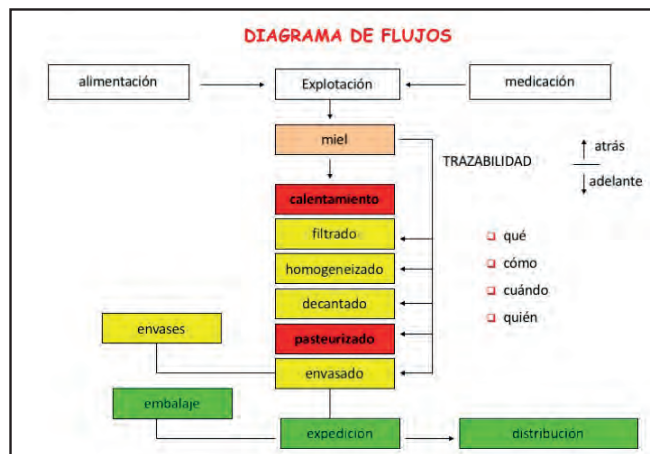 DIAGRAMA DE FLUJOS
alimentación
Explotación
medicación
miel
TRAZABILIDAD
atrás
adelante
calentamiento
filtrado
homogeneizado
decantado
pasteurizado
envasado
qué
cómo
cuándo
quién
envases
embalaje
expedición
distribución